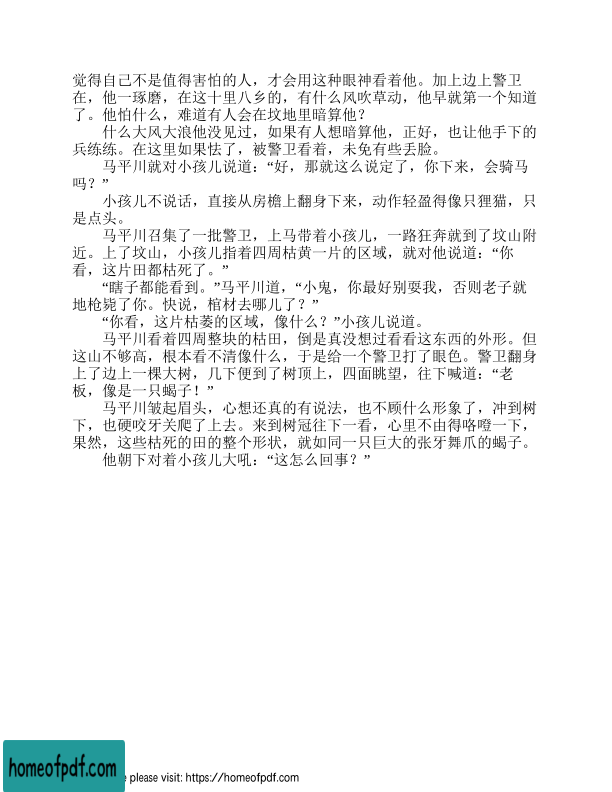 觉得自己不是值得害怕的人，才会用这种眼神看着他。加上边上警卫
在，他一琢磨，在这十里八乡的，有什么风吹草动，他早就第一个知道
了。他怕什么，难道有人会在坟地里暗算他？
什么大风大浪他没见过，如果有人想暗算他，正好，也让他手下的
兵练练。在这里如果怯了，被警卫看着，未免有些丢脸。
马平川就对小孩儿说道：“好，那就这么说定了，你下来，会骑马
吗？”
小孩儿不说话，直接从房檐上翻身下来，动作轻盈得像只狸猫，只
是点头。
马平川召集了一批警卫，上马带着小孩儿，一路狂奔就到了坟山附
近。上了坟山，小孩儿指着四周枯黄一片的区域，就对他说道：“你
看，这片田都枯死了。”
“瞎子都能看到。”马平川道，“小鬼，你最好别耍我，否则老子就
地枪毙了你。快说，棺材去哪儿了？”
“你看，这片枯萎的区域，像什么？”小孩儿说道。
马平川看着四周整块的枯田，倒是真没想过看看这东西的外形。但
这山不够高，根本看不清像什么，于是给一个警卫打了眼色。警卫翻身
上了边上一棵大树，几下便到了树顶上，四面眺望，往下喊道：“老
板，像是一只蝎子！”
马平川皱起眉头，心想还真的有说法，也不顾什么形象了，冲到树
下，也硬咬牙关爬了上去。来到树冠往下一看，心里不由得咯噔一下，
果然，这些枯死的田的整个形状，就如同一只巨大的张牙舞爪的蝎子。
他朝下对着小孩儿大吼：“这怎么回事？”
homeofpdf.com
e please visit: https://homeofpdf.com